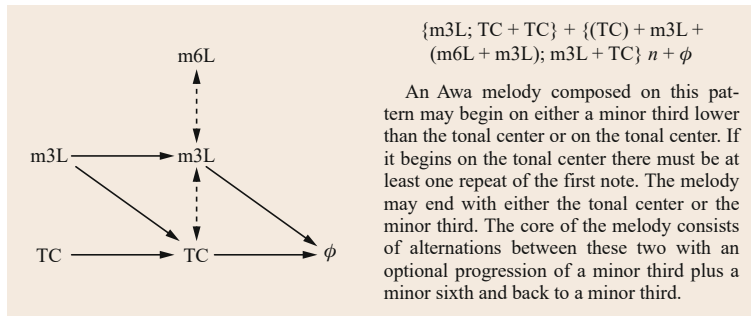 m6L
m3L
m3L
TC
TC
ϕ
{m3L; TC + TC} + {(TC) + m3L +
(m6L + m3L); m3L + TC} n + ϕ
An Awa melody composed on this pat-
tern may begin on either a minor third lower
than the tonal center or on the tonal center. If
it begins on the tonal center there must be at
least one repeat of the first note. The melody
may end with either the tonal center or the
minor third. The core of the melody consists
of alternations between these two with an
optional progression of a minor third plus a
minor sixth and back to a minor third.